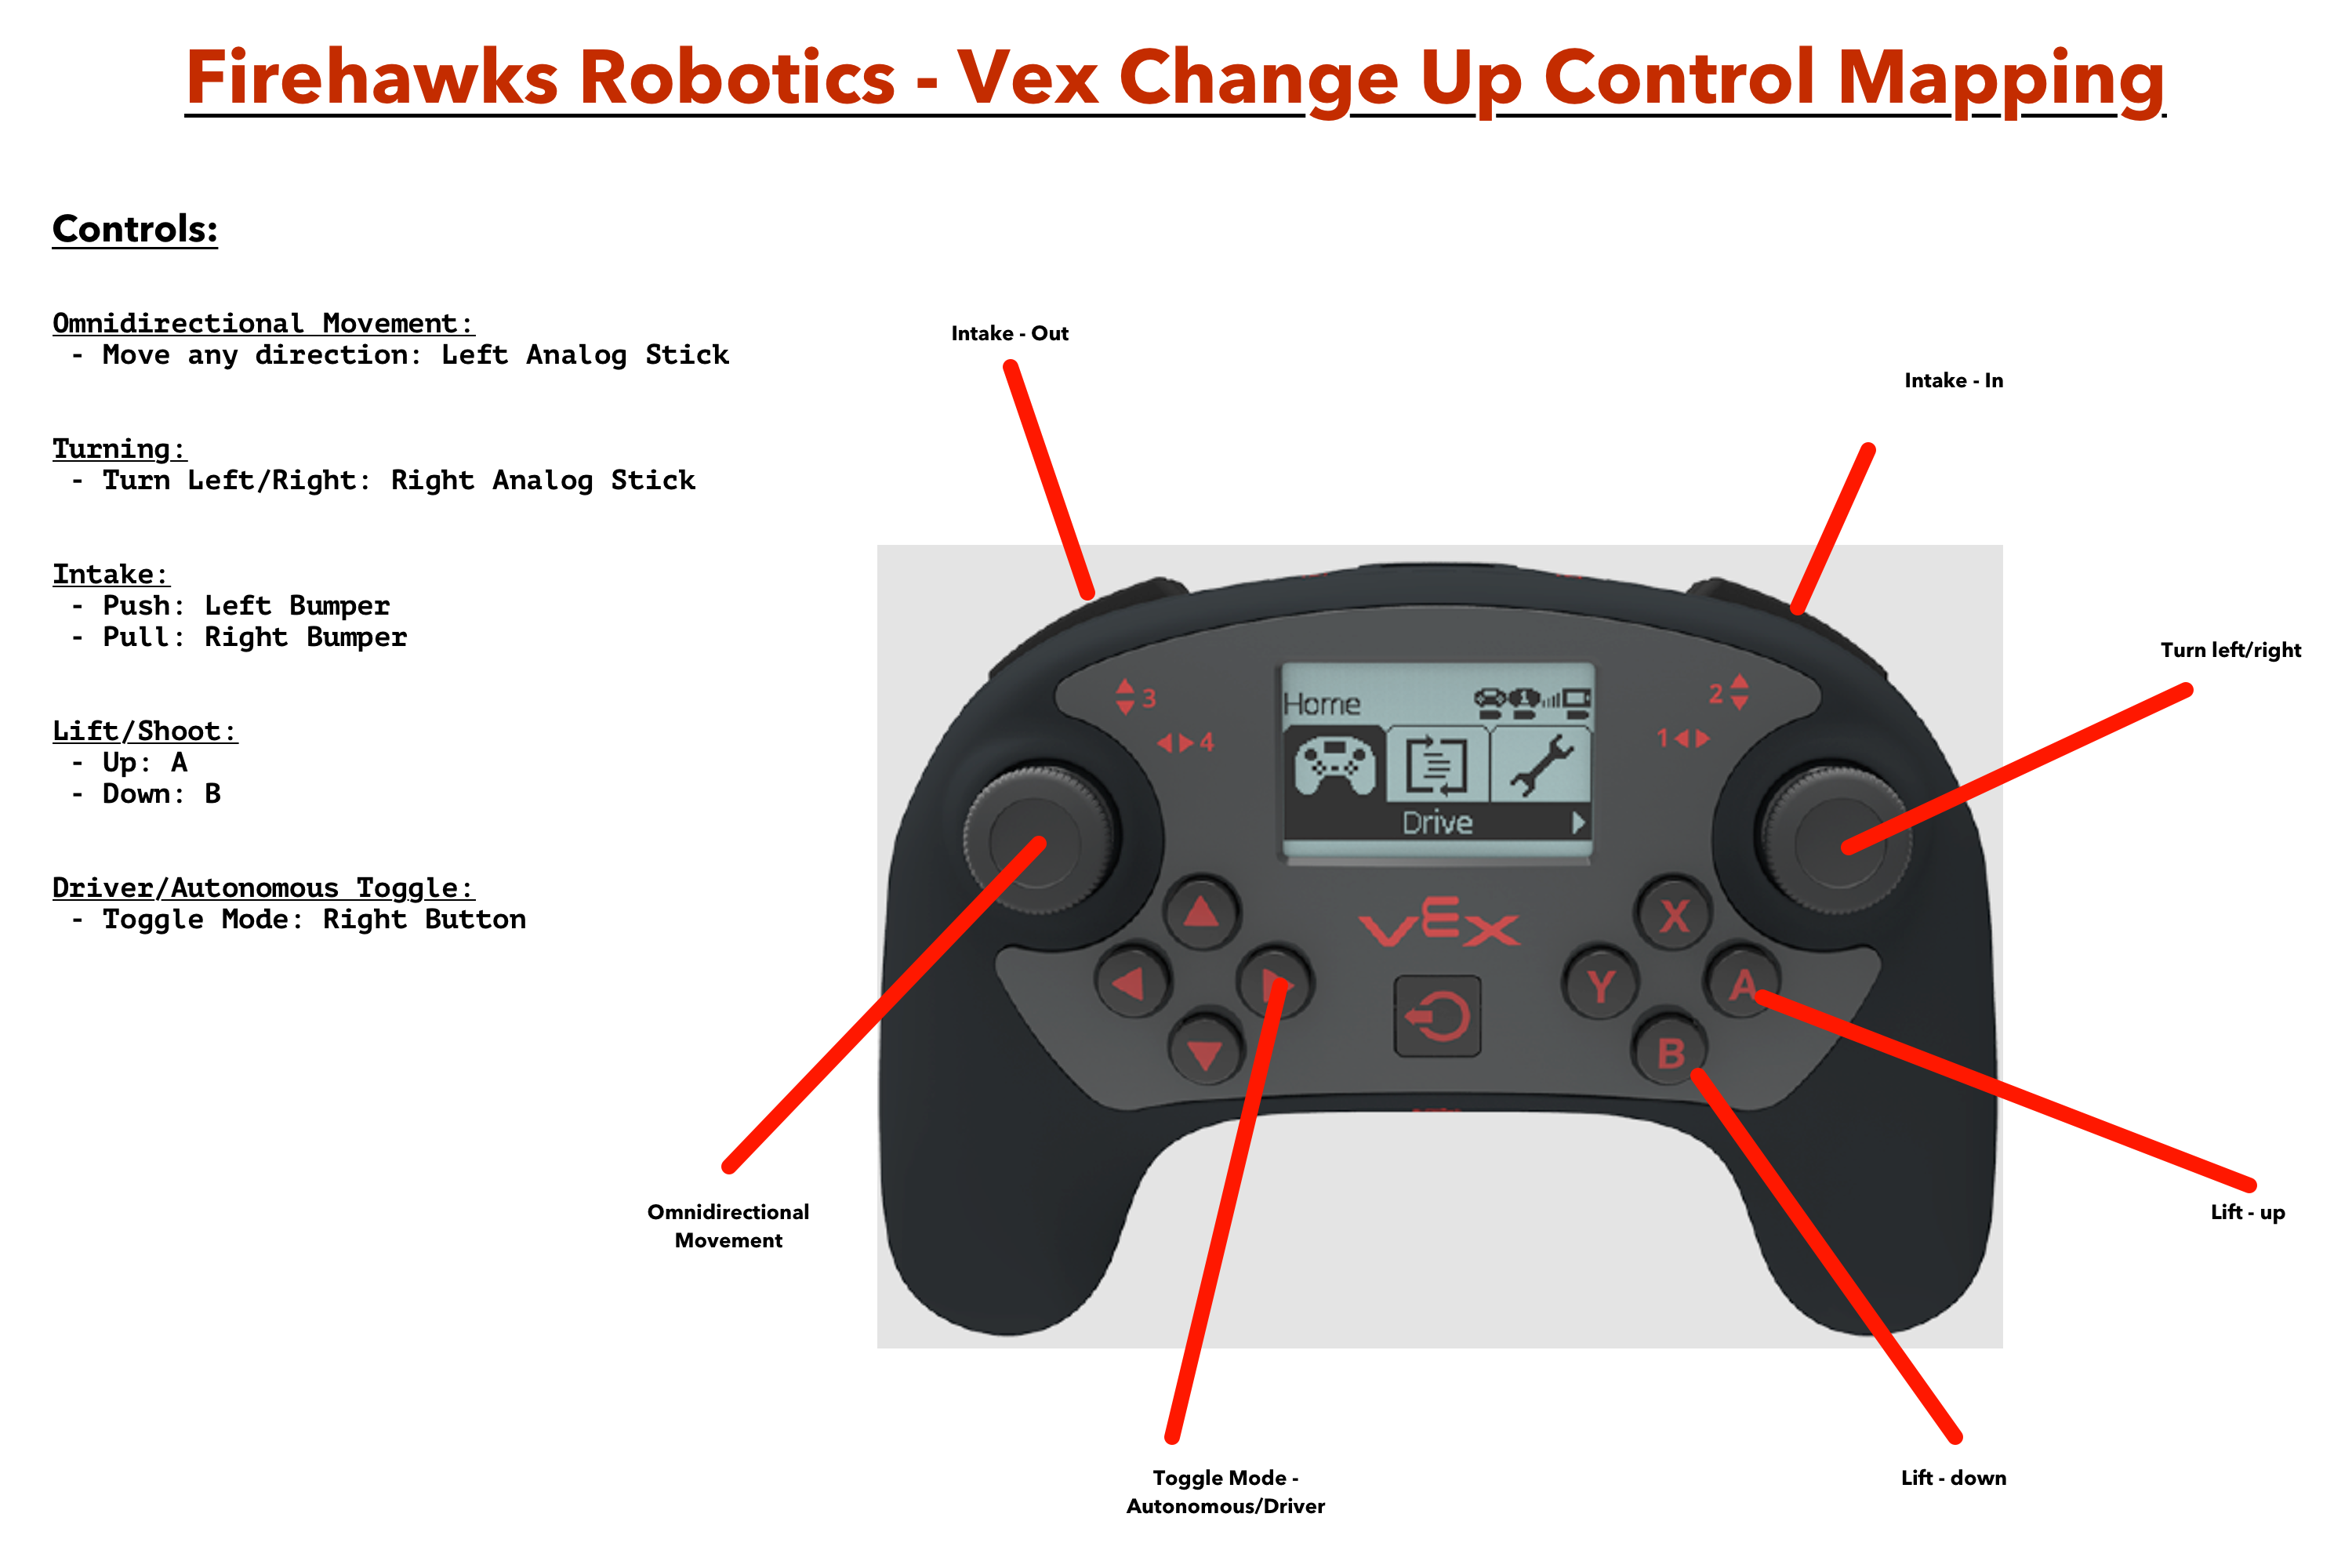 Firehawks Robotics - Vex Change Up Control Mapping
Controls:
Omnidirectional Movement:
- Move any direction: Left Analog Stick
Turning:
- Turn Left/Right: Right Analog Stick
Intake:
- Push: Left Bumper
- Pull: Right Bumper
Lift/Shoot:
- Up: A
- Down: B
Driver/Autonomous Toggle:
- Toggle Mode: Right Button
Intake - Out
Intake - In
Turn left/right
3
4
Home
1
Drive
2
1
vex
X
Y
A
B
Omnidirectional
Movement
Lift - up
Toggle Mode -
Autonomous/Driver
Lift - down